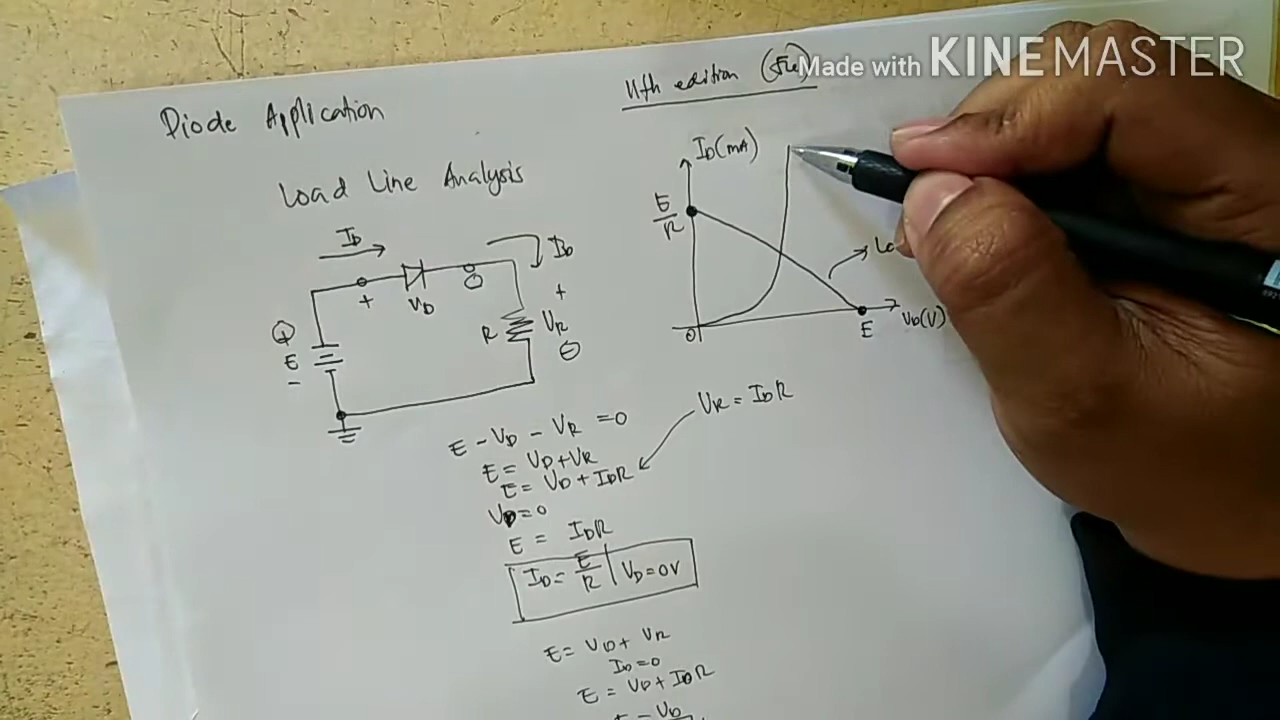 Made with KINEMASTER
11th edition
Diode Application
Load Line Analysis
ID
+
VD
Q
E
-
ID
+
R
VR
ID(mA)
E/R
0
E
VD(V)
E - VD - VR = 0
E = VD + VR
E = VD + IDR
VR = IDR
VD = 0
E = IDR
ID = E/R | VD = 0V
E = VD + VR
ID = 0
E = VD + IDR